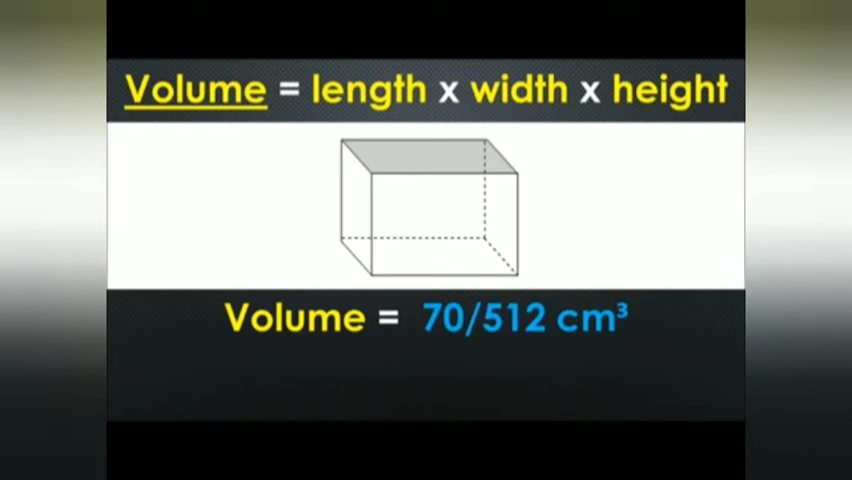 Volume = length x width x height
Volume = 70/512 cm³